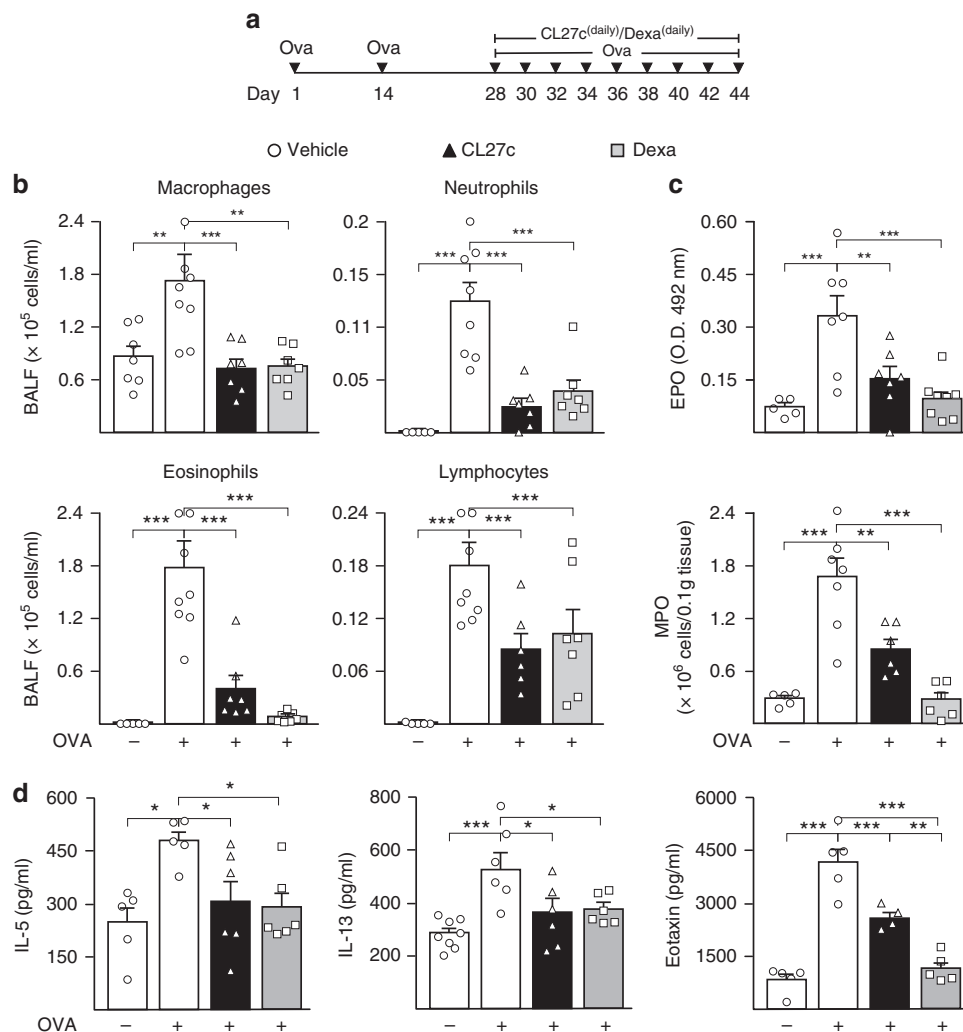 a
CL27c(daily)/Dexa(daily)
Ova Ova Ova
Day 1 14 28 30 32 34 36 38 40 42 44
Vehicle CL27c Dexa
b
Macrophages
BALF (× 10⁵ cells/ml)
2.4
1.8
1.2
0.6
** *** **
Neutrophils
0.2
0.15
0.11
0.05
*** *** ***
c
EPO (O.D. 492 nm)
0.60
0.45
0.30
0.15
*** ** ***
Eosinophils
BALF (× 10⁵ cells/ml)
2.4
1.8
1.2
0.6
*** *** ***
OVA – + + +
Lymphocytes
0.24
0.18
0.12
0.06
*** *** ***
– + + +
MPO
(× 10⁶ cells/0.1g tissue)
2.4
1.8
1.2
0.6
*** ** ***
– + + +
d
IL-5 (pg/ml)
600
450
300
150
* * *
OVA – + + +
IL-13 (pg/ml)
800
600
400
200
*** * *
– + + +
Eotaxin (pg/ml)
6000
4500
3000
1500
***
*** *** **
– + + +